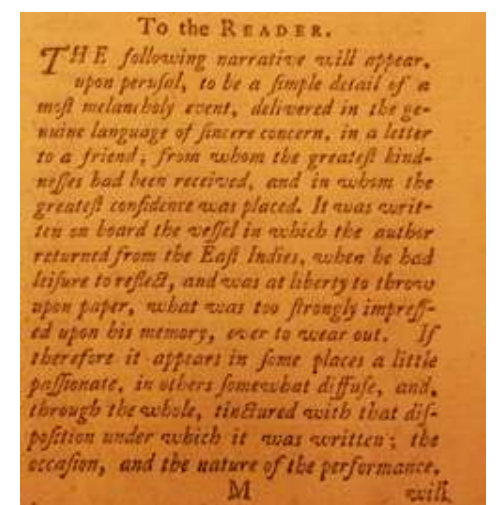 To the READER.
THE following narrative will appear,
upon peruſal, to be a ſimple detail of a
moſt melancholy event, delivered in the ge-
nuine language of ſincere concern, in a letter
to a friend; from whom the greateſt kind-
neſſes had been received, and in whom the
greateſt confidence was placed. It was writ-
ten on board the veſſel in which the author
returned from the Eaſt Indies, when he had
leiſure to reflect, and was at liberty to throw
upon paper, what was too ſtrongly impreſſ-
ed upon his memory, ever to wear out. If
therefore it appears in ſome places a little
paſſionate, in others ſomewhat diffuſe, and,
through the whole, tinctured with that diſ-
poſition under which it was written; the
occaſion, and the nature of the performance,
M will